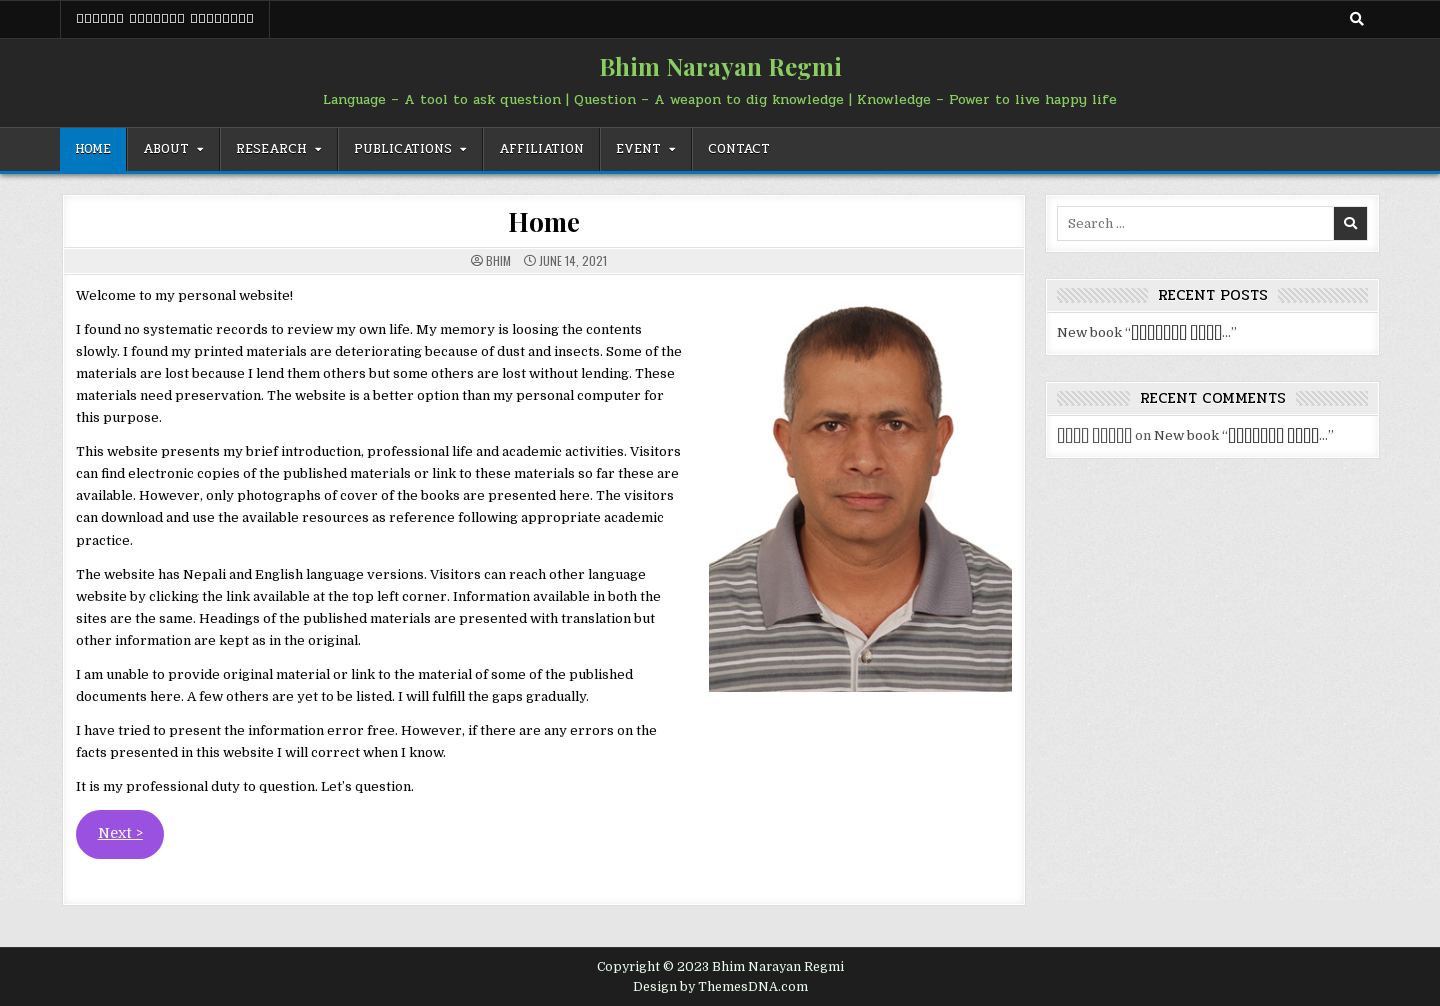 Bhim Narayan Regmi
Language – A tool to ask question | Question – A weapon to dig knowledge | Knowledge – Power to live happy life
HOME
ABOUT
RESEARCH
PUBLICATIONS
AFFILIATION
EVENT
CONTACT
Home
BHIM JUNE 14, 2021
Welcome to my personal website!
I found no systematic records to review my own life. My memory is loosing the contents
slowly. I found my printed materials are deteriorating because of dust and insects. Some of the
materials are lost because I lend them others but some others are lost without lending. These
materials need preservation. The website is a better option than my personal computer for
this purpose.
This website presents my brief introduction, professional life and academic activities. Visitors
can find electronic copies of the published materials or link to these materials so far these are
available. However, only photographs of cover of the books are presented here. The visitors
can download and use the available resources as reference following appropriate academic
practice.
The website has Nepali and English language versions. Visitors can reach other language
website by clicking the link available at the top left corner. Information available in both the
sites are the same. Headings of the published materials are presented with translation but
other information are kept as in the original.
I am unable to provide original material or link to the material of some of the published
documents here. A few others are yet to be listed. I will fulfill the gaps gradually.
I have tried to present the information error free. However, if there are any errors on the
facts presented in this website I will correct when I know.
It is my professional duty to question. Let's question.
Next >
Search ...
RECENT POSTS
New book “...”
RECENT COMMENTS
on New book “...”
Copyright © 2023 Bhim Narayan Regmi
Design by ThemesDNA.com